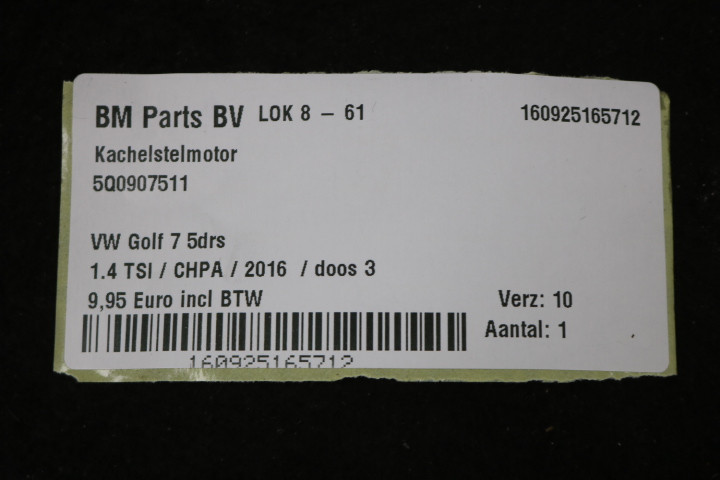 BM Parts BV LOK 8 – 61 160925165712
Kachelstelmotor
5Q0907511
VW Golf 7 5drs
1.4 TSI / CHPA / 2016 / doos 3
9,95 Euro incl BTW Verz: 10
Aantal: 1
160925165712